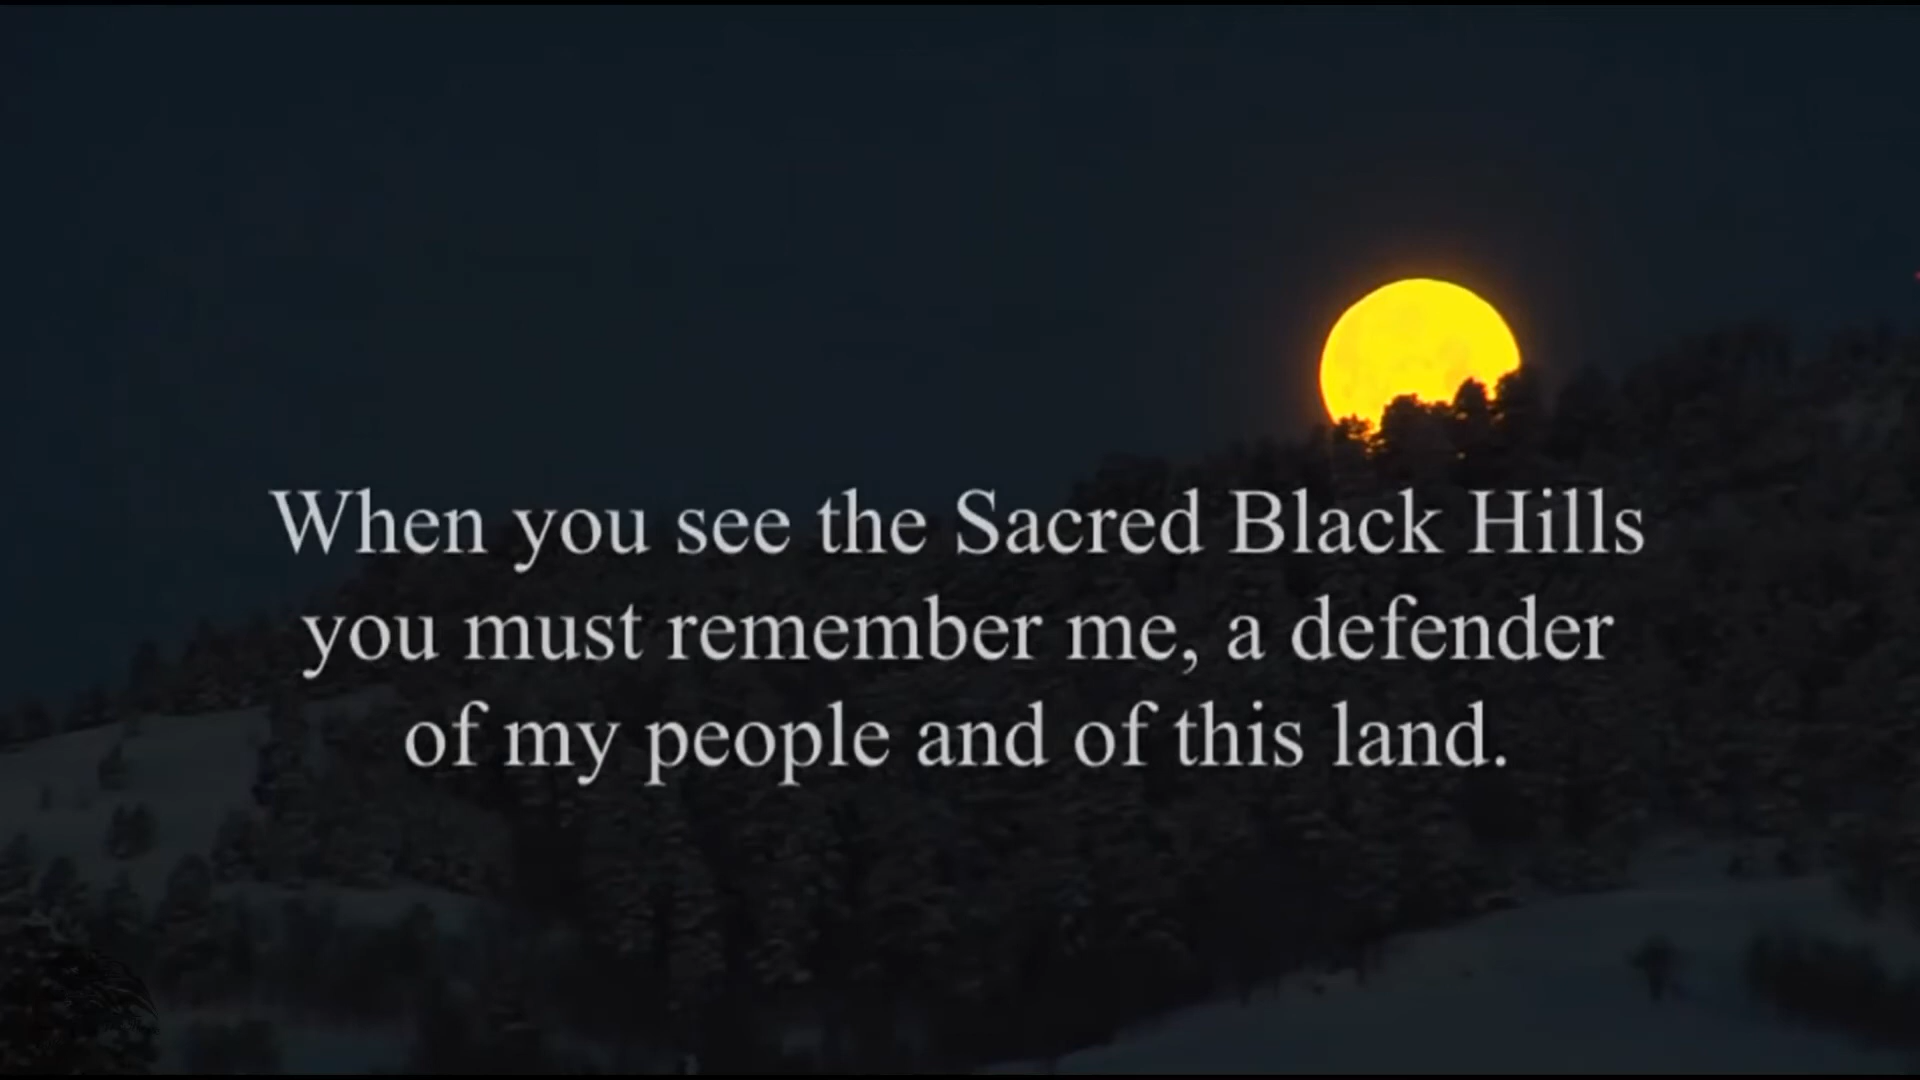 When you see the Sacred Black Hills
you must remember me, a defender
of my people and of this land.